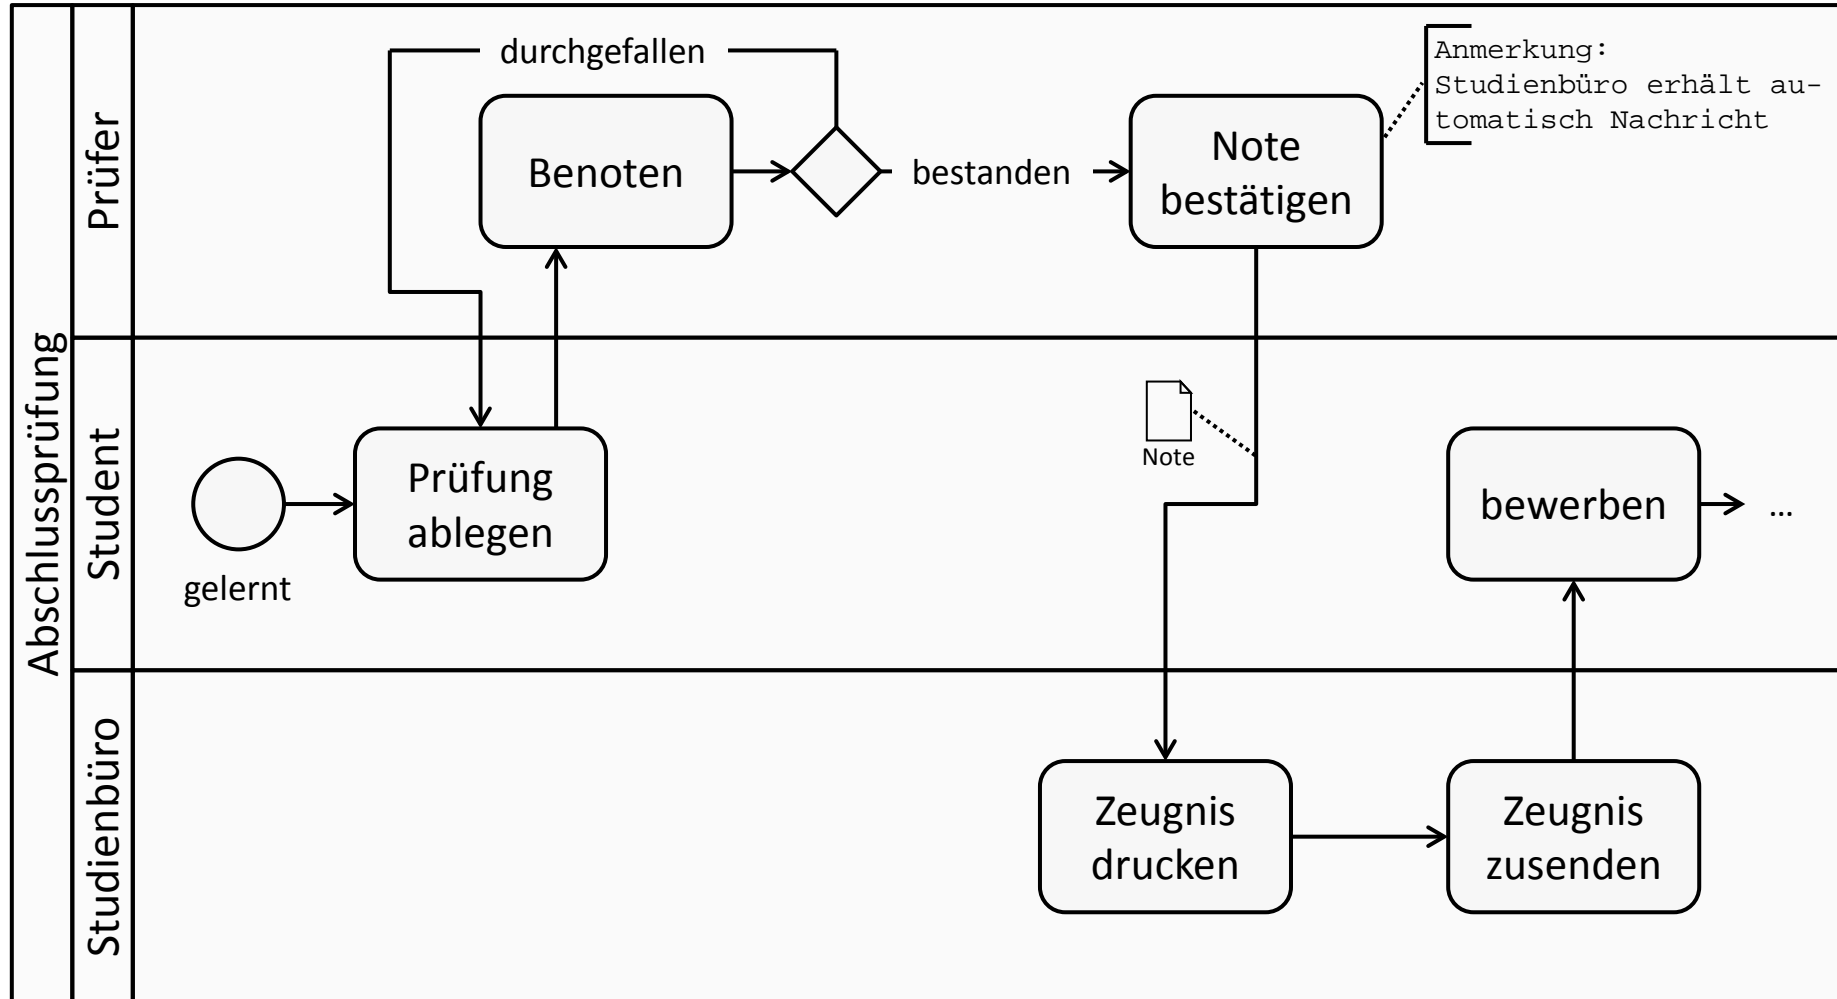 Abschlussprüfung
Prüfer
durchgefallen
Benoten
bestanden
Note
bestätigen
Anmerkung:
Studienbüro erhält au-
tomatisch Nachricht
Student
gelernt
Prüfung
ablegen
Note
bewerben
...
Studienbüro
Zeugnis
drucken
Zeugnis
zusenden